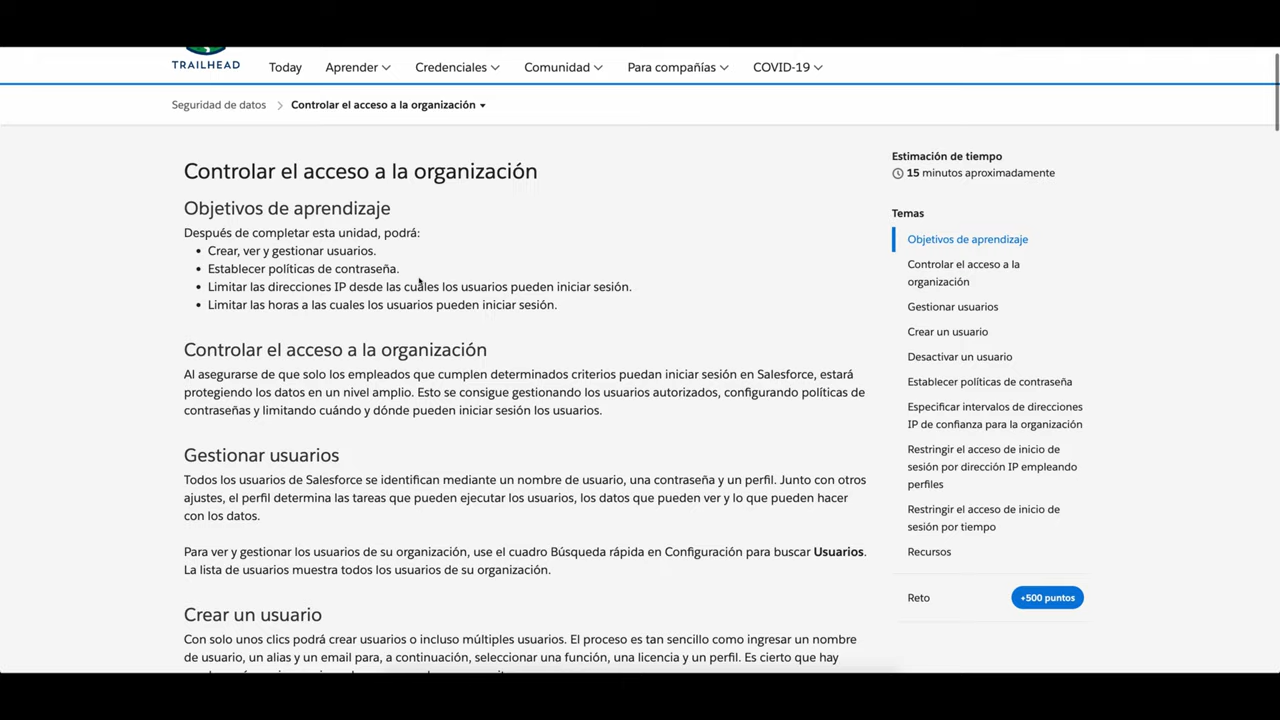 TRAILHEAD
Today
Aprender
Credenciales
Comunidad
Para compañías
COVID-19
Seguridad de datos
Controlar el acceso a la organización
Controlar el acceso a la organización
Objetivos de aprendizaje
Después de completar esta unidad, podrá:
• Crear, ver y gestionar usuarios.
• Establecer políticas de contraseña.
• Limitar las direcciones IP desde las cuales los usuarios pueden iniciar sesión.
• Limitar las horas a las cuales los usuarios pueden iniciar sesión.
Controlar el acceso a la organización
Al asegurarse de que solo los empleados que cumplen determinados criterios puedan iniciar sesión en Salesforce, estará
protegiendo los datos en un nivel amplio. Esto se consigue gestionando los usuarios autorizados, configurando políticas de
contraseñas y limitando cuándo y dónde pueden iniciar sesión los usuarios.
Gestionar usuarios
Todos los usuarios de Salesforce se identifican mediante un nombre de usuario, una contraseña y un perfil. Junto con otros
ajustes, el perfil determina las tareas que pueden ejecutar los usuarios, los datos que pueden ver y lo que pueden hacer
con los datos.
Para ver y gestionar los usuarios de su organización, use el cuadro Búsqueda rápida en Configuración para buscar Usuarios.
La lista de usuarios muestra todos los usuarios de su organización.
Crear un usuario
Con solo unos clics podrá crear usuarios o incluso múltiples usuarios. El proceso es tan sencillo como ingresar un nombre
de usuario, un alias y un email para, a continuación, seleccionar una función, una licencia y un perfil. Es cierto que hay
Estimación de tiempo
15 minutos aproximadamente
Temas
Objetivos de aprendizaje
Controlar el acceso a la
organización
Gestionar usuarios
Crear un usuario
Desactivar un usuario
Establecer políticas de contraseña
Especificar intervalos de direcciones
IP de confianza para la organización
Restringir el acceso de inicio de
sesión por dirección IP empleando
perfiles
Restringir el acceso de inicio de
sesión por tiempo
Recursos
Reto
+500 puntos